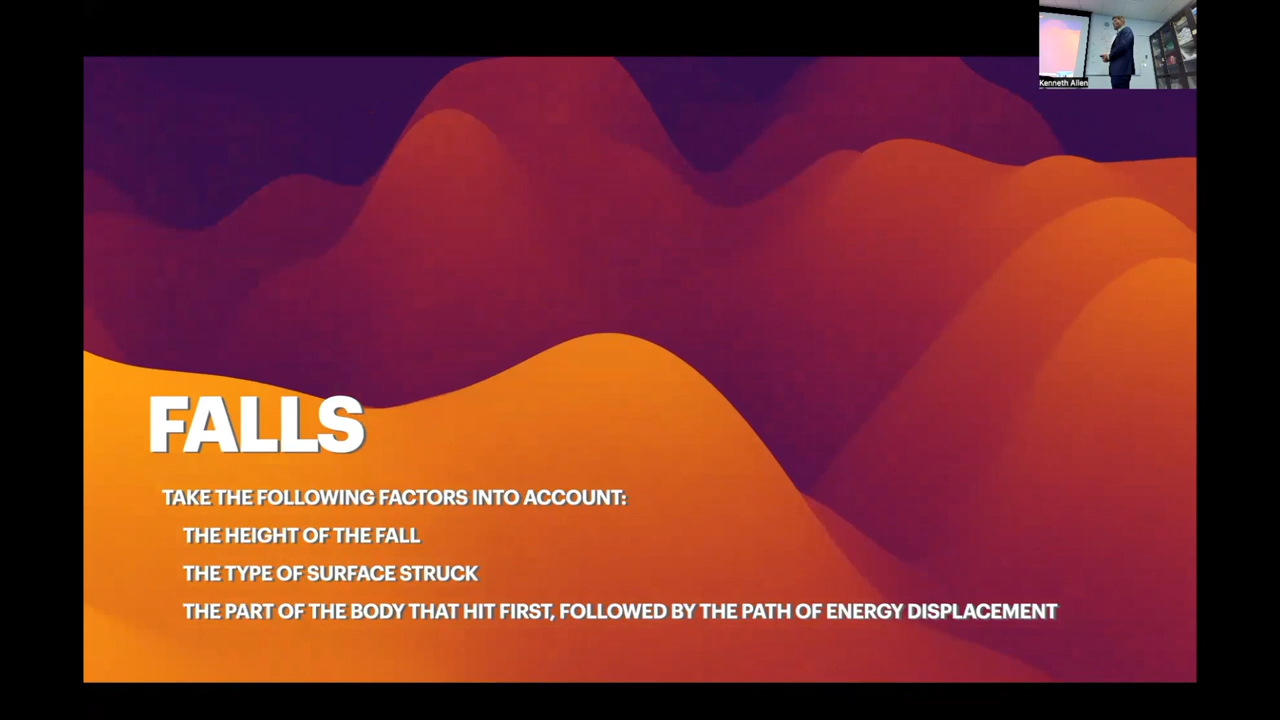 Kenneth Allen
FALLS
TAKE THE FOLLOWING FACTORS INTO ACCOUNT:
THE HEIGHT OF THE FALL
THE TYPE OF SURFACE STRUCK
THE PART OF THE BODY THAT HIT FIRST, FOLLOWED BY THE PATH OF ENERGY DISPLACEMENT